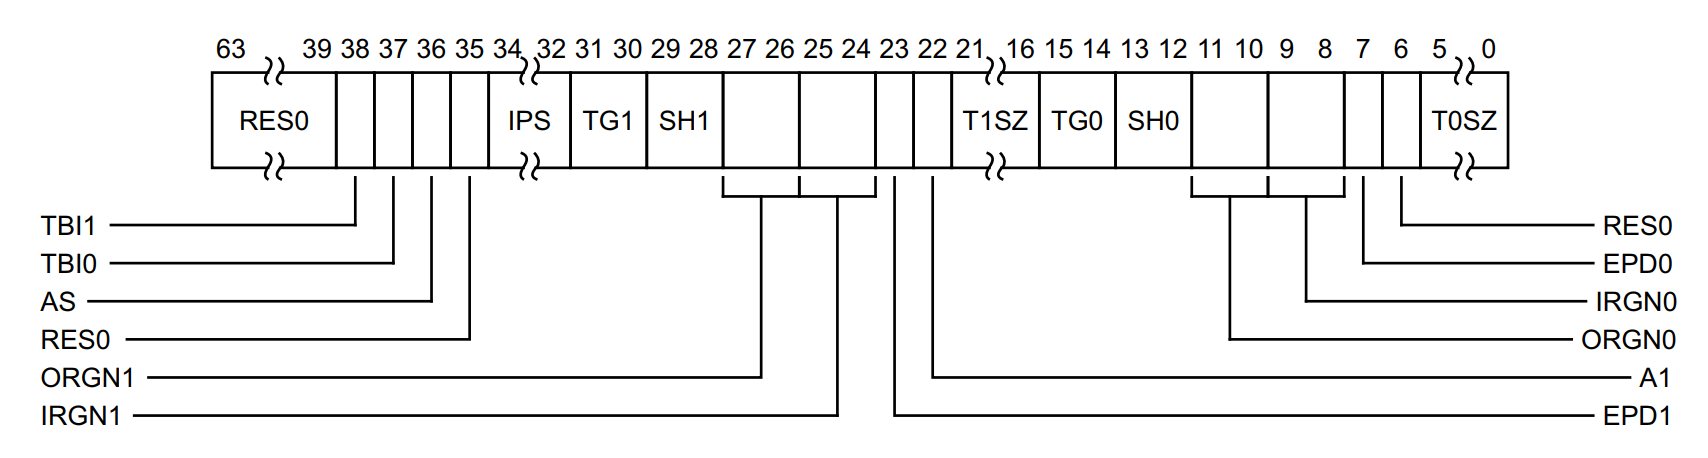 63 39 38 37 36 35 34 32 31 30 29 28 27 26 25 24 23 22 21 16 15 14 13 12 11 10 9 8 7 6 5 0
RES0 IPS TG1 SH1 T1SZ TG0 SH0 T0SZ
TBI1 RES0
TBI0 EPD0
AS IRGN0
RES0 ORGN0
ORGN1 A1
IRGN1 EPD1